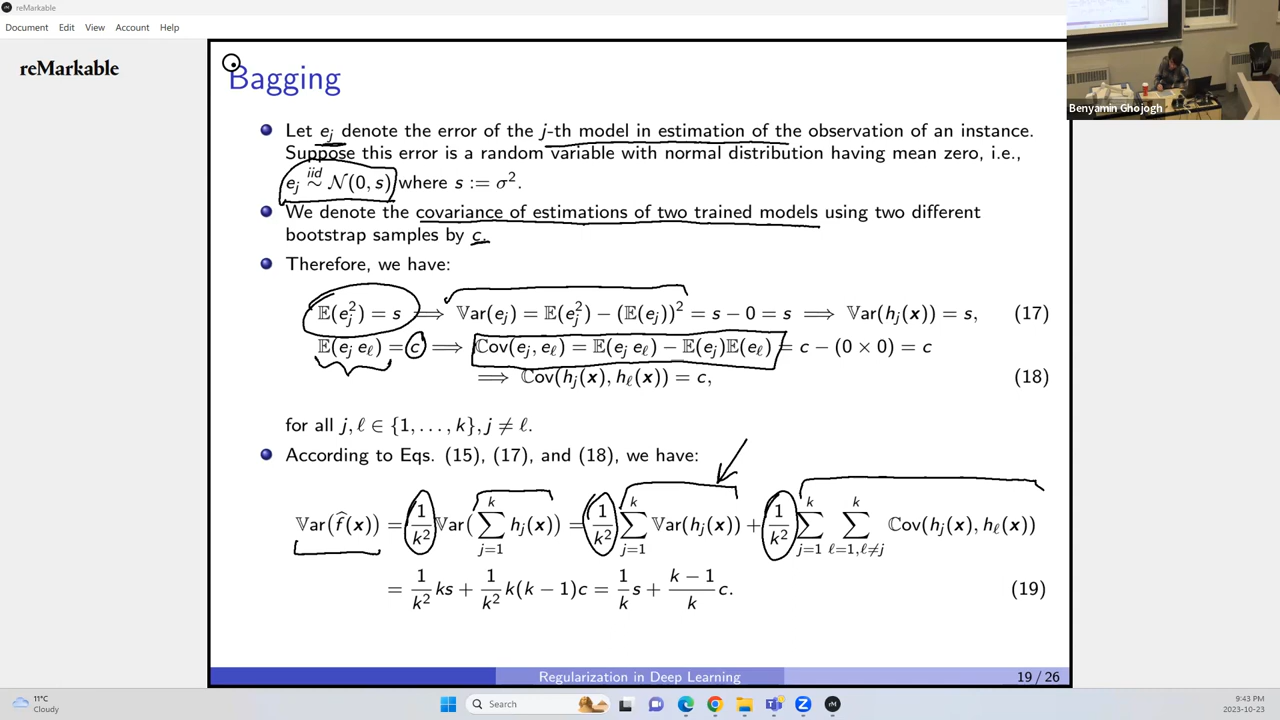 reMarkable
Document Edit View Account Help
reMarkable
Bagging
Let e_j denote the error of the j-th model in estimation of the observation of an instance.
Suppose this error is a random variable with normal distribution having mean zero, i.e.,
e_j iid ∼ 𝒩(0, s) where s := σ².
We denote the covariance of estimations of two trained models using two different
bootstrap samples by c.
Therefore, we have:
𝔼(e_j²) = s ⟹ 𝕍ar(e_j) = 𝔼(e_j²) − (𝔼(e_j))² = s − 0 = s ⟹ 𝕍ar(h_j(x)) = s, (17)
𝔼(e_j e_ℓ) = c ⟹ ℂov(e_j, e_ℓ) = 𝔼(e_j e_ℓ) − 𝔼(e_j)𝔼(e_ℓ) = c − (0 × 0) = c
⟹ ℂov(h_j(x), h_ℓ(x)) = c, (18)
for all j, ℓ ∈ {1, . . . , k}, j ≠ ℓ.
According to Eqs. (15), (17), and (18), we have:
𝕍ar(f̂(x)) = 1/k² 𝕍ar(∑_{j=1}^{k} h_j(x)) = 1/k² ∑_{j=1}^{k} 𝕍ar(h_j(x)) + 1/k² ∑_{j=1}^{k} ∑_{ℓ=1,ℓ≠j}^{k} ℂov(h_j(x), h_ℓ(x))
= 1/k² ks + 1/k² k(k − 1)c = 1/k s + (k − 1)/k c. (19)
Regularization in Deep Learning 19 / 26
Benyamin Ghojogh
11°C
Cloudy
Search
9:43 PM
2023-10-23